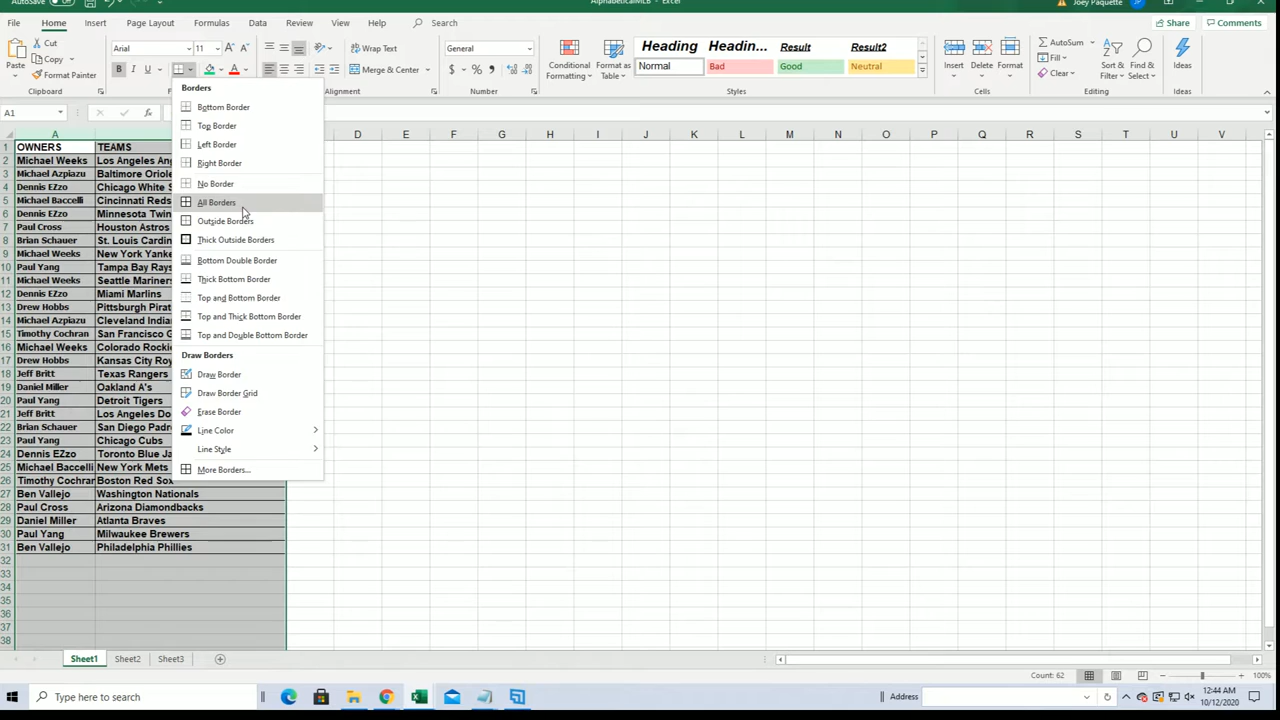 AutoSave
AlphabeticalMLB - Excel
Joey Paquette
File Home Insert Page Layout Formulas Data Review View Help Search
Share Comments
Paste Cut Copy Format Painter Clipboard
Arial 11 B I U
Wrap Text Merge & Center Alignment
General $ % , Number
Conditional Formatting Format as Table
Heading Headin... Result Result2
Normal Bad Good Neutral
Styles
Insert Delete Format Cells
AutoSum Fill Clear Sort & Filter Find & Select Editing
Ideas Ideas
A1 fx
Borders
Bottom Border
Top Border
Left Border
Right Border
No Border
All Borders
Outside Borders
Thick Outside Borders
Bottom Double Border
Thick Bottom Border
Top and Bottom Border
Top and Thick Bottom Border
Top and Double Bottom Border
Draw Borders
Draw Border
Draw Border Grid
Erase Border
Line Color
Line Style
More Borders...
A D E F G H I J K L M N O P Q R S T U V
1 OWNERS TEAMS
2 Michael Weeks Los Angeles Ang
3 Michael Azpiazu Baltimore Oriole
4 Dennis EZzo Chicago White S
5 Michael Baccelli Cincinnati Reds
6 Dennis EZzo Minnesota Twin
7 Paul Cross Houston Astros
8 Brian Schauer St. Louis Cardin
9 Michael Weeks New York Yanke
10 Paul Yang Tampa Bay Rays
11 Michael Weeks Seattle Mariners
12 Dennis EZzo Miami Marlins
13 Drew Hobbs Pittsburgh Pirat
14 Michael Azpiazu Cleveland Indian
15 Timothy Cochran San Francisco G
16 Michael Weeks Colorado Rockie
17 Drew Hobbs Kansas City Roy
18 Jeff Britt Texas Rangers
19 Daniel Miller Oakland A's
20 Paul Yang Detroit Tigers
21 Jeff Britt Los Angeles Do
22 Brian Schauer San Diego Padr
23 Paul Yang Chicago Cubs
24 Dennis EZzo Toronto Blue Jay
25 Michael Baccelli New York Mets
26 Timothy Cochran Boston Red Sox
27 Ben Vallejo Washington Nationals
28 Paul Cross Arizona Diamondbacks
29 Daniel Miller Atlanta Braves
30 Paul Yang Milwaukee Brewers
31 Ben Vallejo Philadelphia Phillies
32
33
34
35
36
37
38
Sheet1 Sheet2 Sheet3
Count: 62 100%
Type here to search
Address
12:44 AM
10/12/2020